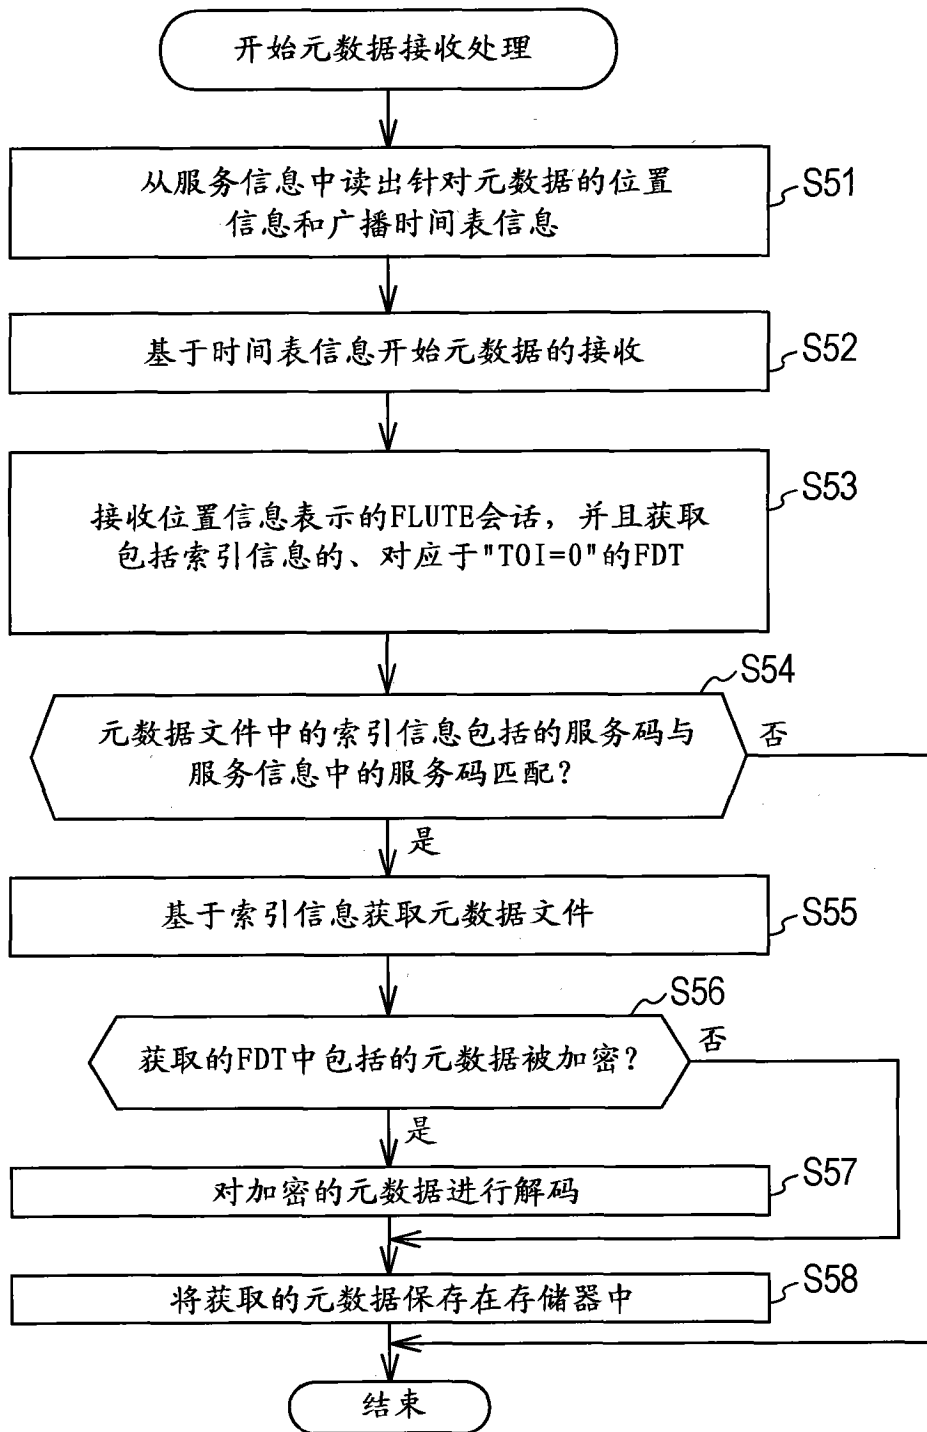 开始元数据接收处理
从服务信息中读出针对元数据的位置
信息和广播时间表信息
S51
基于时间表信息开始元数据的接收
S52
接收位置信息表示的FLUTE会话，并且获取
包括索引信息的、对应于"TOI=0"的FDT
S53
S54
元数据文件中的索引信息包括的服务码与
服务信息中的服务码匹配？
否
是
基于索引信息获取元数据文件
S55
S56
获取的FDT中包括的元数据被加密？
否
是
对加密的元数据进行解码
S57
将获取的元数据保存在存储器中
S58
结束